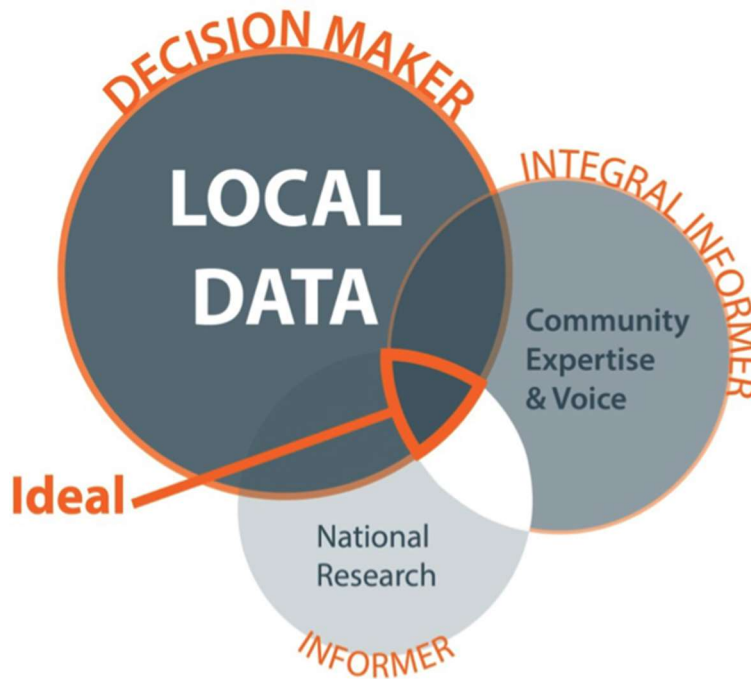 DECISION MAKER
LOCAL
DATA
INTEGRAL INFORMER
Community
Expertise
& Voice
Ideal
National
Research
INFORMER